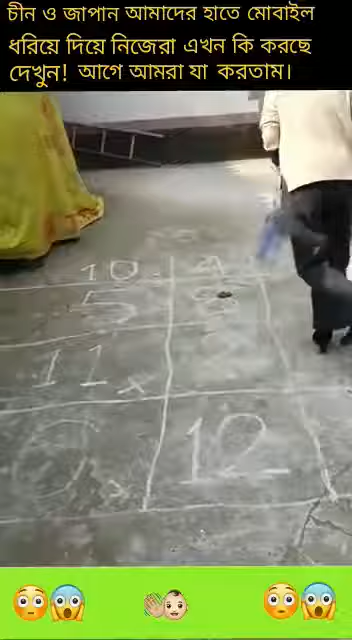 চীন ও জাপান আমাদের হাতে মোবাইল
ধরিয়ে দিয়ে নিজেরা এখন কি করছে
দেখুন! আগে আমরা যা করতাম।
10
5
11
12